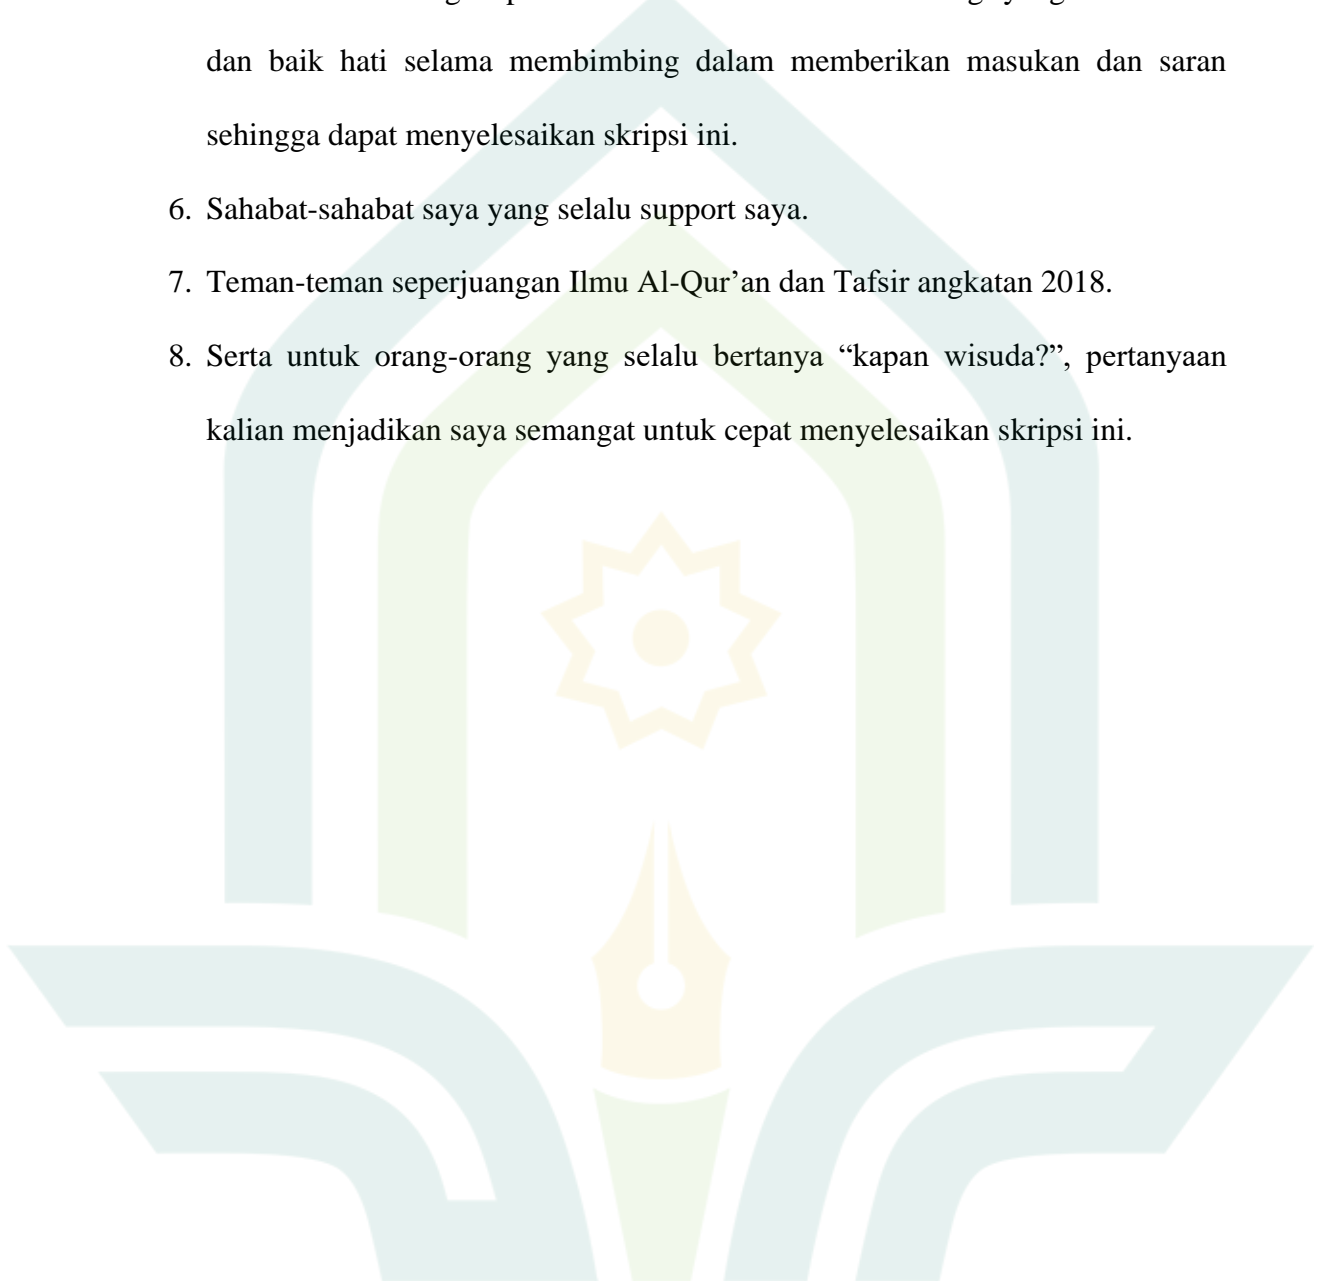 dan baik hati selama membimbing dalam memberikan masukan dan saran
sehingga dapat menyelesaikan skripsi ini.
6. Sahabat-sahabat saya yang selalu support saya.
7. Teman-teman seperjuangan Ilmu Al-Qur’an dan Tafsir angkatan 2018.
8. Serta untuk orang-orang yang selalu bertanya “kapan wisuda?”, pertanyaan
kalian menjadikan saya semangat untuk cepat menyelesaikan skripsi ini.